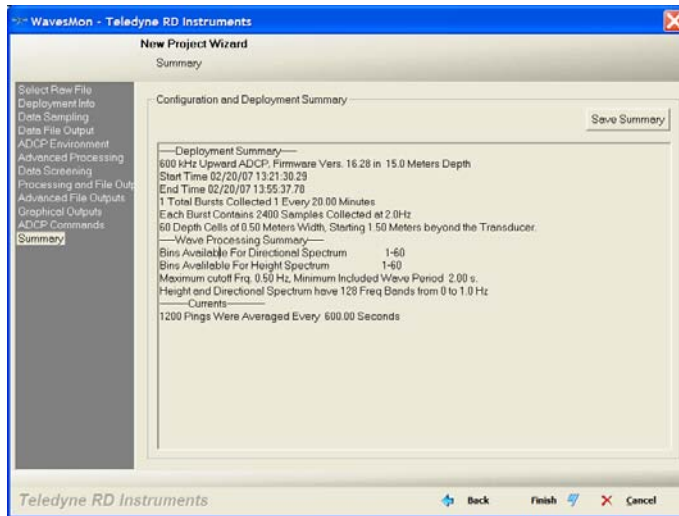 WavesMon - Teledyne RD Instruments
New Project Wizard
Summary
Select Raw File
Deployment Info
Data Sampling
Data File Output
ADCP Environment
Advanced Processing
Data Screening
Processing and File Outp
Advanced File Outputs
Graphical Outputs
ADCP Commands
Summary
Configuration and Deployment Summary
Save Summary
-----Deployment Summary-----
600 kHz Upward ADCP, Firmware Vers. 16.28 in 15.0 Meters Depth
Start Time 02/20/07 13:21:30.29
End Time 02/20/07 13:55:37.78
1 Total Bursts Collected 1 Every 20.00 Minutes
Each Burst Contains 2400 Samples Collected at 2.0Hz
60 Depth Cells of 0.50 Meters Width, Starting 1.50 Meters beyond the Transducer.
-----Wave Processing Summary-----
Bins Available For Directional Spectrum 1-60
Bins Available For Height Spectrum 1-60
Maximum cutoff Frq. 0.50 Hz, Minimum Included Wave Period 2.00 s.
Height and Directional Spectrum have 128 Freq Bands from 0 to 1.0 Hz
-------Currents---------
1200 Pings Were Averaged Every 600.00 Seconds
Teledyne RD Instruments
Back
Finish
Cancel